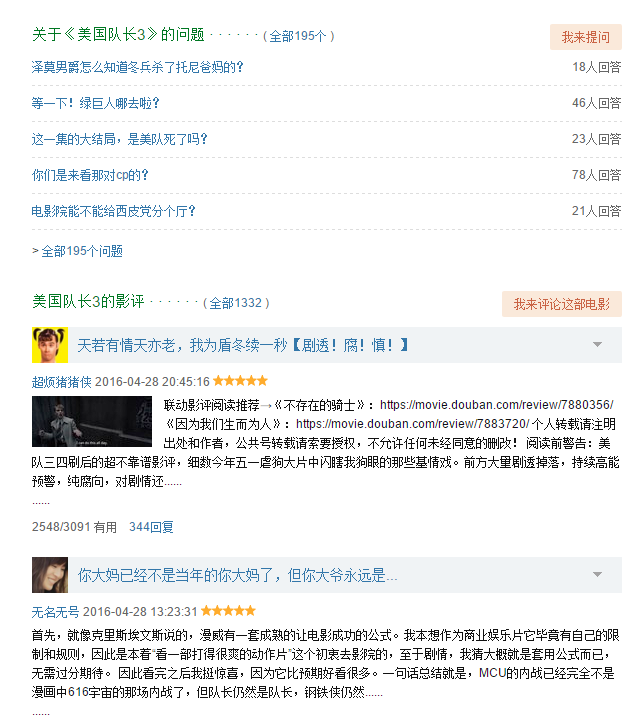 关于《美国队长3》的问题 · · · · · · ( 全部195个 )
我来提问
泽莫男爵怎么知道冬兵杀了托尼爸妈的？ 18人回答
等一下！绿巨人哪去啦？ 46人回答
这一集的大结局，是美队死了吗？ 23人回答
你们是来看那对cp的？ 78人回答
电影院能不能给西皮党分个厅？ 21人回答
> 全部195个问题
美国队长3的影评 · · · · · · ( 全部1332 )
我来评论这部电影
天若有情天亦老，我为盾冬续一秒【剧透！腐！慎！】
超烦猪猪侠 2016-04-28 20:45:16
联动影评阅读推荐→《不存在的骑士》：https://movie.douban.com/review/7880356/
《因为我们生而为人》：https://movie.douban.com/review/7883720/ 个人转载请注明
出处和作者，公共号转载请索要授权，不允许任何未经同意的删改！ 阅读前警告：美
队三四刷后的超不靠谱影评，细数今年五一虐狗大片中闪瞎我狗眼的那些基情戏。前方大量剧透掉落，持续高能
预警，纯腐向，对剧情还......
......
2548/3091 有用 344回复
你大妈已经不是当年的你大妈了，但你大爷永远是...
无名无号 2016-04-28 13:23:31
首先，就像克里斯埃文斯说的，漫威有一套成熟的让电影成功的公式。我本想作为商业娱乐片它毕竟有自己的限
制和规则，因此是本着“看一部打得很爽的动作片”这个初衷去影院的，至于剧情，我猜大概就是套用公式而已，
无需过分期待。 因此看完之后我挺惊喜，因为它比预期好看很多。一句话总结就是，MCU的内战已经完全不是
漫画中616宇宙的那场内战了，但队长仍然是队长，钢铁侠仍然......
......